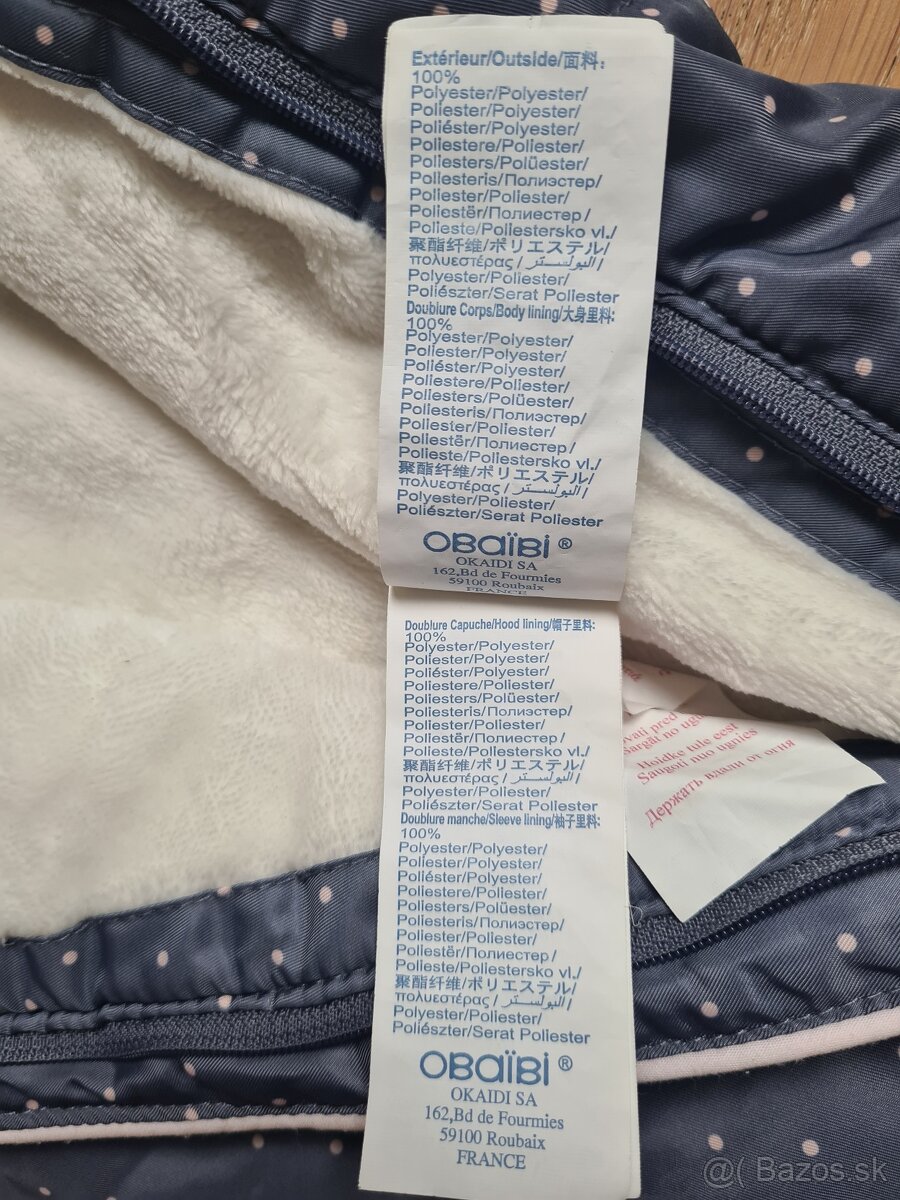 Extérieur/Outside/面料:
100%
Polyester/Polyester/
Poliester/Polyester/
Poliéster/Polyester/
Poliestere/Poliester/
Poliesters/Polüester/
Poliesteris/Полиэстер/
Poliester/Poliester/
Poliestër/Полиестер/
Polieste/Poliestersko vl./
聚酯纤维/ポリエステル/
πολυεστέρας/البوليستر/
Polyester/Poliester/
Poliészter/Serat Poliester
Doublure Corps/Body lining/大身里料:
100%
Polyester/Polyester/
Poliester/Polyester/
Poliéster/Polyester/
Poliestere/Poliester/
Poliesters/Polüester/
Poliesteris/Полиэстер/
Poliester/Poliester/
Poliestër/Полиестер/
Polieste/Poliestersko vl./
聚酯纤维/ポリエステル/
πολυεστέρας/البوليستر/
Polyester/Poliester/
Poliészter/Serat Poliester
OBaïBi®
OKAIDI SA
162,Bd de Fourmies
59100 Roubaix
FRANCE
Doublure Capuche/Hood lining/帽子里料:
100%
Polyester/Polyester/
Poliester/Polyester/
Poliéster/Polyester/
Poliestere/Poliester/
Poliesters/Polüester/
Poliesteris/Полиэстер/
Poliester/Poliester/
Poliestër/Полиестер/
Polieste/Poliestersko vl./
聚酯纤维/ポリエステル/
πολυεστέρας/البوليستر/
Polyester/Poliester/
Poliészter/Serat Poliester
Doublure manche/Sleeve lining/袖子里料:
100%
Polyester/Polyester/
Poliester/Polyester/
Poliéster/Polyester/
Poliestere/Poliester/
Poliesters/Polüester/
Poliesteris/Полиэстер/
Poliester/Poliester/
Poliestër/Полиестер/
Polieste/Poliestersko vl./
聚酯纤维/ポリエステル/
πολυεστέρας/البوليستر/
Polyester/Poliester/
Poliészter/Serat Poliester
OBaïBi®
OKAIDI SA
162,Bd de Fourmies
59100 Roubaix
FRANCE
pred
Sargāt no
Hoidke tule eest
Saugoti nuo ugnies
Держать вдали от огня
@( Bazos.sk